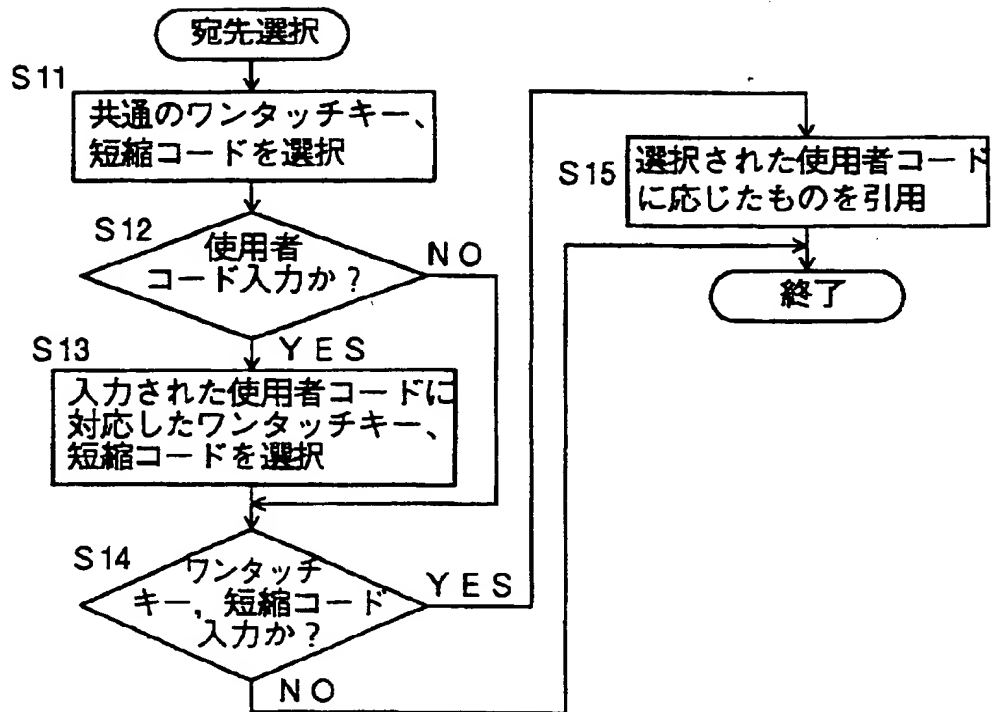 宛先選択
S11
共通のワンタッチキー、
短縮コードを選択
S12
使用者
コード入力か?
NO
YES
S13
入力された使用者コードに
対応したワンタッチキー、
短縮コードを選択
S14
ワンタッチ
キー, 短縮コード
入力か?
YES
NO
S15
選択された使用者コード
に応じたものを引用
終了